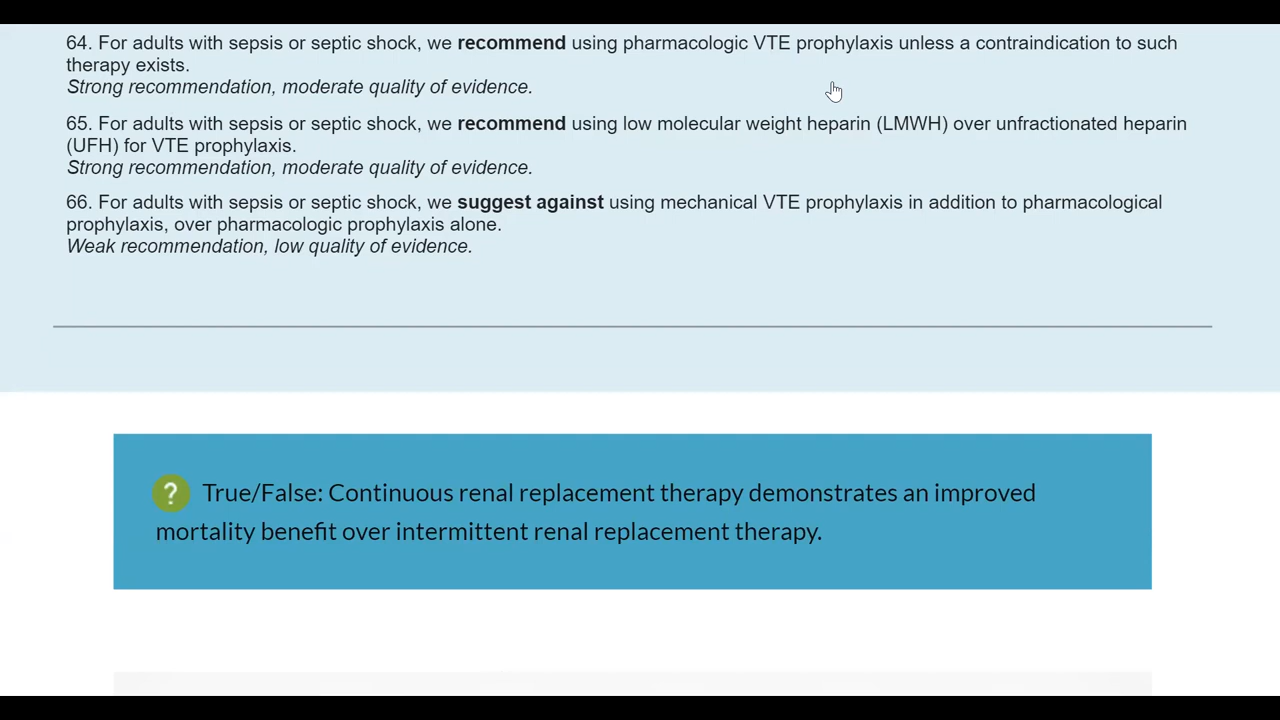 64. For adults with sepsis or septic shock, we recommend using pharmacologic VTE prophylaxis unless a contraindication to such
therapy exists.
Strong recommendation, moderate quality of evidence.
65. For adults with sepsis or septic shock, we recommend using low molecular weight heparin (LMWH) over unfractionated heparin
(UFH) for VTE prophylaxis.
Strong recommendation, moderate quality of evidence.
66. For adults with sepsis or septic shock, we suggest against using mechanical VTE prophylaxis in addition to pharmacological
prophylaxis, over pharmacologic prophylaxis alone.
Weak recommendation, low quality of evidence.
? True/False: Continuous renal replacement therapy demonstrates an improved
mortality benefit over intermittent renal replacement therapy.